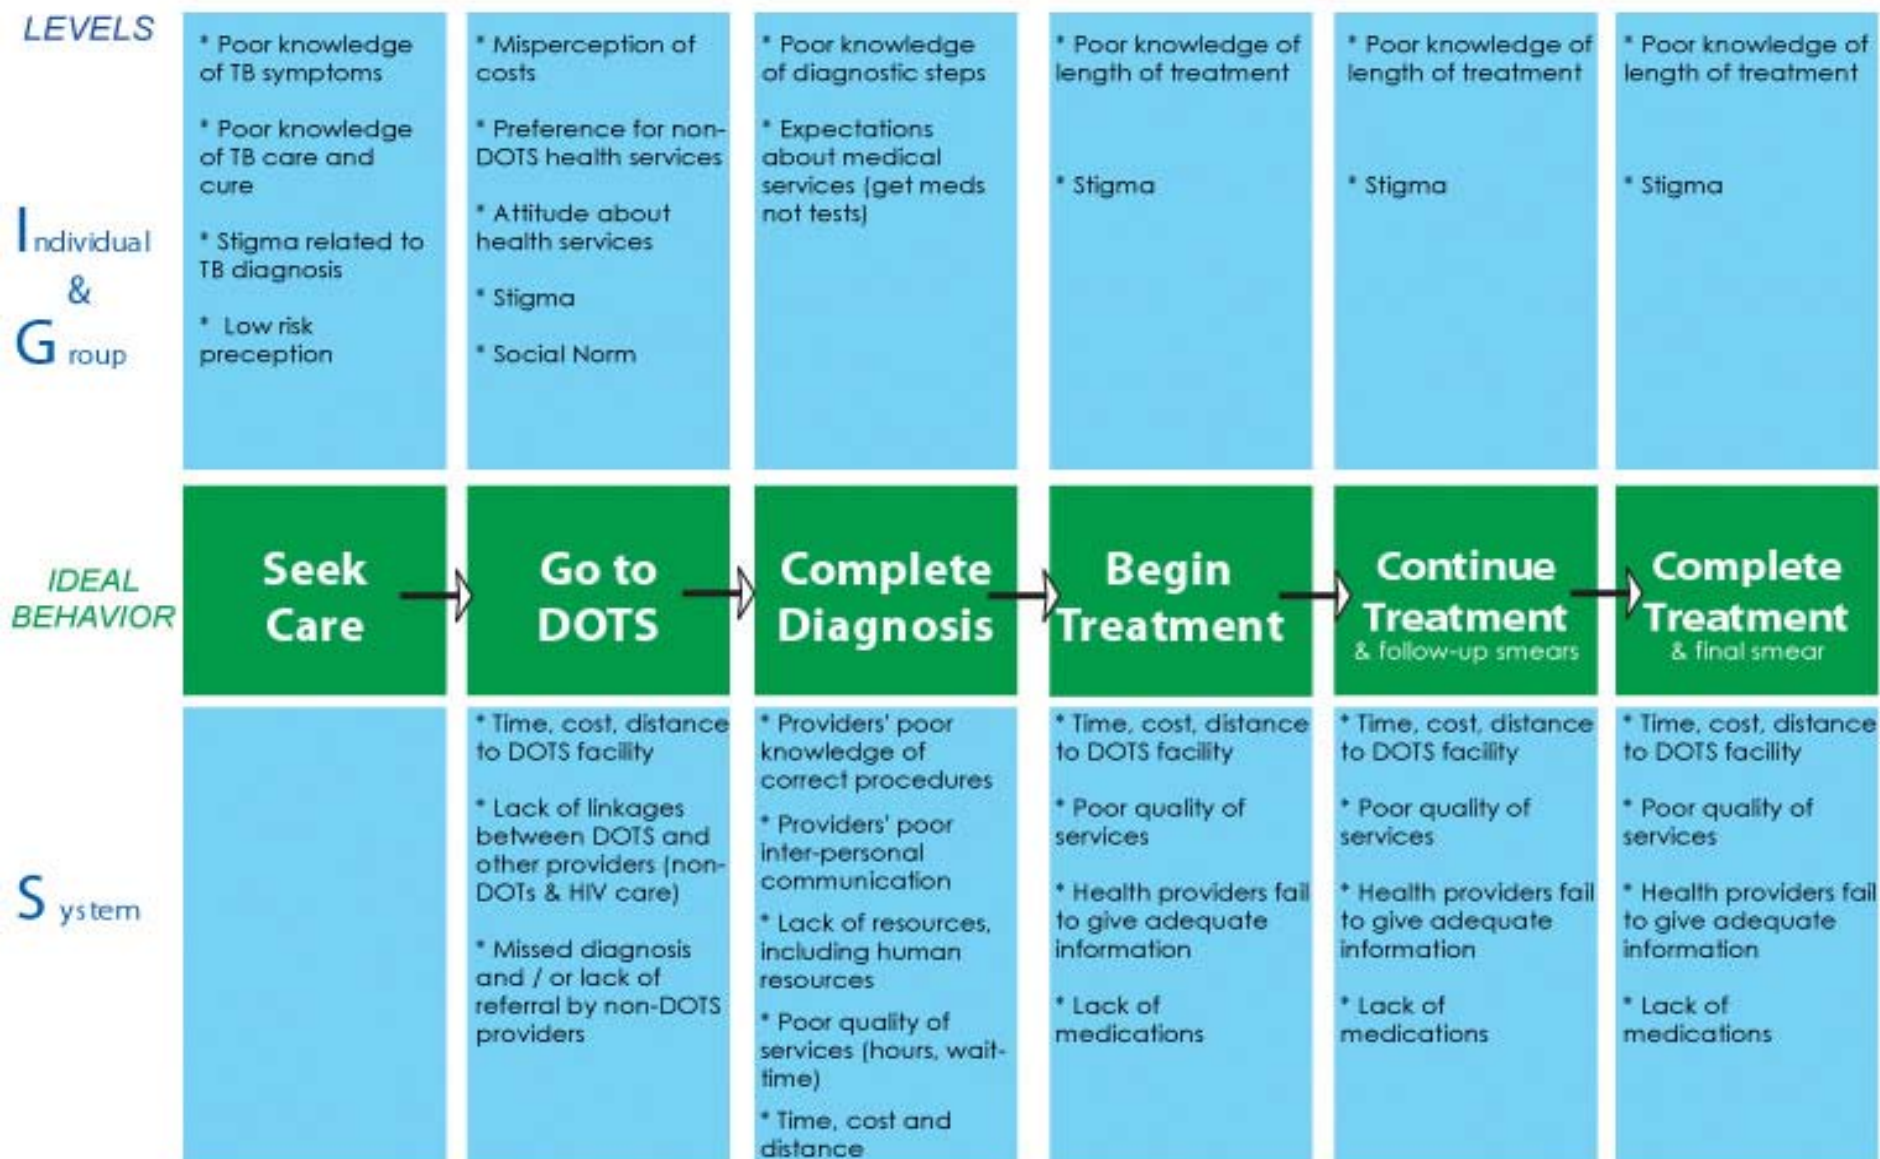 LEVELS
* Poor knowledge
of TB symptoms
* Poor knowledge
of TB care and
cure
* Stigma related to
TB diagnosis
* Low risk
preception
* Misperception of
costs
* Preference for non-
DOTS health services
* Attitude about
health services
* Stigma
* Social Norm
* Poor knowledge
of diagnostic steps
* Expectations
about medical
services (get meds
not tests)
* Poor knowledge of
length of treatment
* Stigma
* Poor knowledge of
length of treatment
* Stigma
* Poor knowledge of
length of treatment
* Stigma
Individual
&
Group
IDEAL
BEHAVIOR
Seek
Care
Go to
DOTS
Complete
Diagnosis
Begin
Treatment
Continue
Treatment
& follow-up smears
Complete
Treatment
& final smear
System
* Time, cost, distance
to DOTS facility
* Lack of linkages
between DOTS and
other providers (non-
DOTs & HIV care)
* Missed diagnosis
and / or lack of
referral by non-DOTS
providers
* Providers' poor
knowledge of
correct procedures
* Providers' poor
inter-personal
communication
* Lack of resources,
including human
resources
* Poor quality of
services (hours, wait-
time)
* Time, cost and
distance
* Time, cost, distance
to DOTS facility
* Poor quality of
services
* Health providers fail
to give adequate
information
* Lack of
medications
* Time, cost, distance
to DOTS facility
* Poor quality of
services
* Health providers fail
to give adequate
information
* Lack of
medications
* Time, cost, distance
to DOTS facility
* Poor quality of
services
* Health providers fail
to give adequate
information
* Lack of
medications